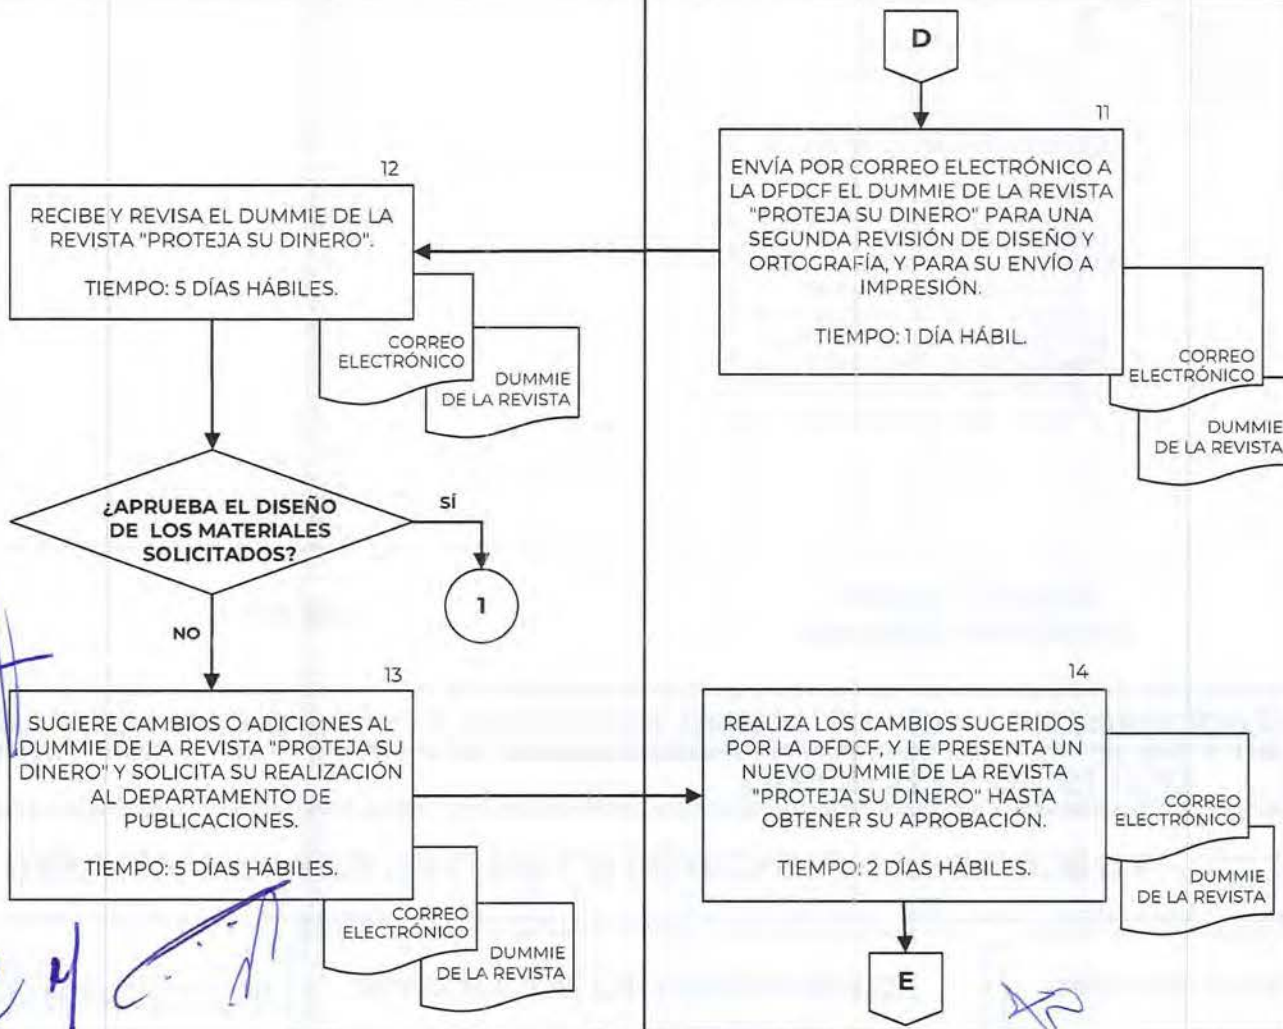 D
11
ENVÍA POR CORREO ELECTRÓNICO A
LA DFDCF EL DUMMIE DE LA REVISTA
"PROTEJA SU DINERO" PARA UNA
SEGUNDA REVISIÓN DE DISEÑO Y
ORTOGRAFÍA, Y PARA SU ENVÍO A
IMPRESIÓN.
TIEMPO: 1 DÍA HÁBIL.
CORREO
ELECTRÓNICO
DUMMIE
DE LA REVISTA
12
RECIBE Y REVISA EL DUMMIE DE LA
REVISTA "PROTEJA SU DINERO".
TIEMPO: 5 DÍAS HÁBILES.
CORREO
ELECTRÓNICO
DUMMIE
DE LA REVISTA
¿APRUEBA EL DISEÑO
DE LOS MATERIALES
SOLICITADOS?
SÍ
1
NO
13
SUGIERE CAMBIOS O ADICIONES AL
DUMMIE DE LA REVISTA "PROTEJA SU
DINERO" Y SOLICITA SU REALIZACIÓN
AL DEPARTAMENTO DE
PUBLICACIONES.
TIEMPO: 5 DÍAS HÁBILES.
CORREO
ELECTRÓNICO
DUMMIE
DE LA REVISTA
14
REALIZA LOS CAMBIOS SUGERIDOS
POR LA DFDCF, Y LE PRESENTA UN
NUEVO DUMMIE DE LA REVISTA
"PROTEJA SU DINERO" HASTA
OBTENER SU APROBACIÓN.
TIEMPO: 2 DÍAS HÁBILES.
CORREO
ELECTRÓNICO
DUMMIE
DE LA REVISTA
E